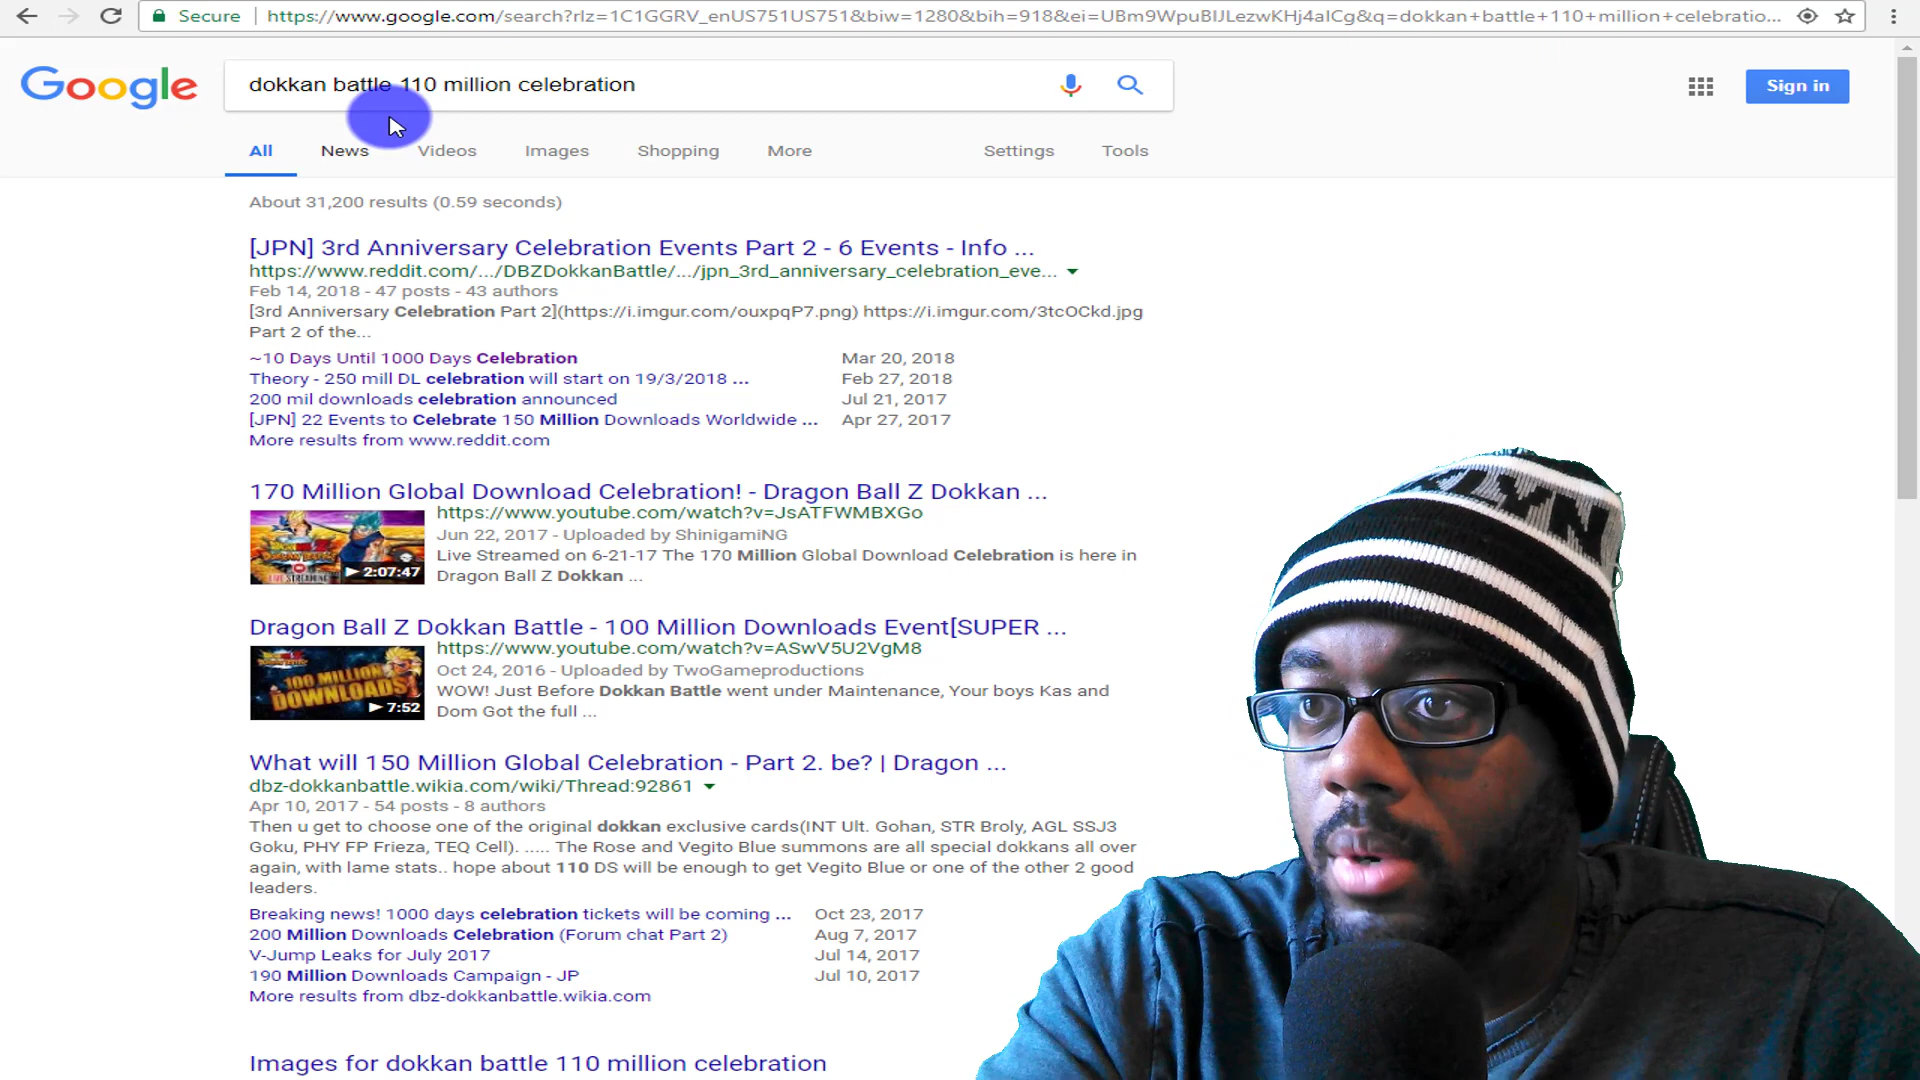 Secure https://www.google.com/search?rlz=1C1GGRV_enUS751US751&biw=1280&bih=918&ei=UBm9WpuBIJLezwKHj4aICg&q=dokkan+battle+110+million+celebratio...
Google
dokkan battle 110 million celebration
Sign in
All News Videos Images Shopping More Settings Tools
About 31,200 results (0.59 seconds)
[JPN] 3rd Anniversary Celebration Events Part 2 - 6 Events - Info ...
https://www.reddit.com/.../DBZDokkanBattle/.../jpn_3rd_anniversary_celebration_eve...
Feb 14, 2018 - 47 posts - 43 authors
[3rd Anniversary Celebration Part 2](https://i.imgur.com/ouxpqP7.png) https://i.imgur.com/3tcOCkd.jpg
Part 2 of the...
~10 Days Until 1000 Days Celebration Mar 20, 2018
Theory - 250 mill DL celebration will start on 19/3/2018 ... Feb 27, 2018
200 mil downloads celebration announced Jul 21, 2017
[JPN] 22 Events to Celebrate 150 Million Downloads Worldwide ... Apr 27, 2017
More results from www.reddit.com
170 Million Global Download Celebration! - Dragon Ball Z Dokkan ...
https://www.youtube.com/watch?v=JsATFWMBXGo
Jun 22, 2017 - Uploaded by ShinigamiNG
Live Streamed on 6-21-17 The 170 Million Global Download Celebration is here in
Dragon Ball Z Dokkan ...
2:07:47
Dragon Ball Z Dokkan Battle - 100 Million Downloads Event[SUPER ...
https://www.youtube.com/watch?v=ASwV5U2VgM8
Oct 24, 2016 - Uploaded by TwoGameproductions
WOW! Just Before Dokkan Battle went under Maintenance, Your boys Kas and
Dom Got the full ...
100 MILLION
DOWNLOADS
7:52
What will 150 Million Global Celebration - Part 2. be? | Dragon ...
dbz-dokkanbattle.wikia.com/wiki/Thread:92861
Apr 10, 2017 - 54 posts - 8 authors
Then u get to choose one of the original dokkan exclusive cards(INT Ult. Gohan, STR Broly, AGL SSJ3
Goku, PHY FP Frieza, TEQ Cell). ..... The Rose and Vegito Blue summons are all special dokkans all over
again, with lame stats.. hope about 110 DS will be enough to get Vegito Blue or one of the other 2 good
leaders.
Breaking news! 1000 days celebration tickets will be coming ... Oct 23, 2017
200 Million Downloads Celebration (Forum chat Part 2) Aug 7, 2017
V-Jump Leaks for July 2017 Jul 14, 2017
190 Million Downloads Campaign - JP Jul 10, 2017
More results from dbz-dokkanbattle.wikia.com
Images for dokkan battle 110 million celebration